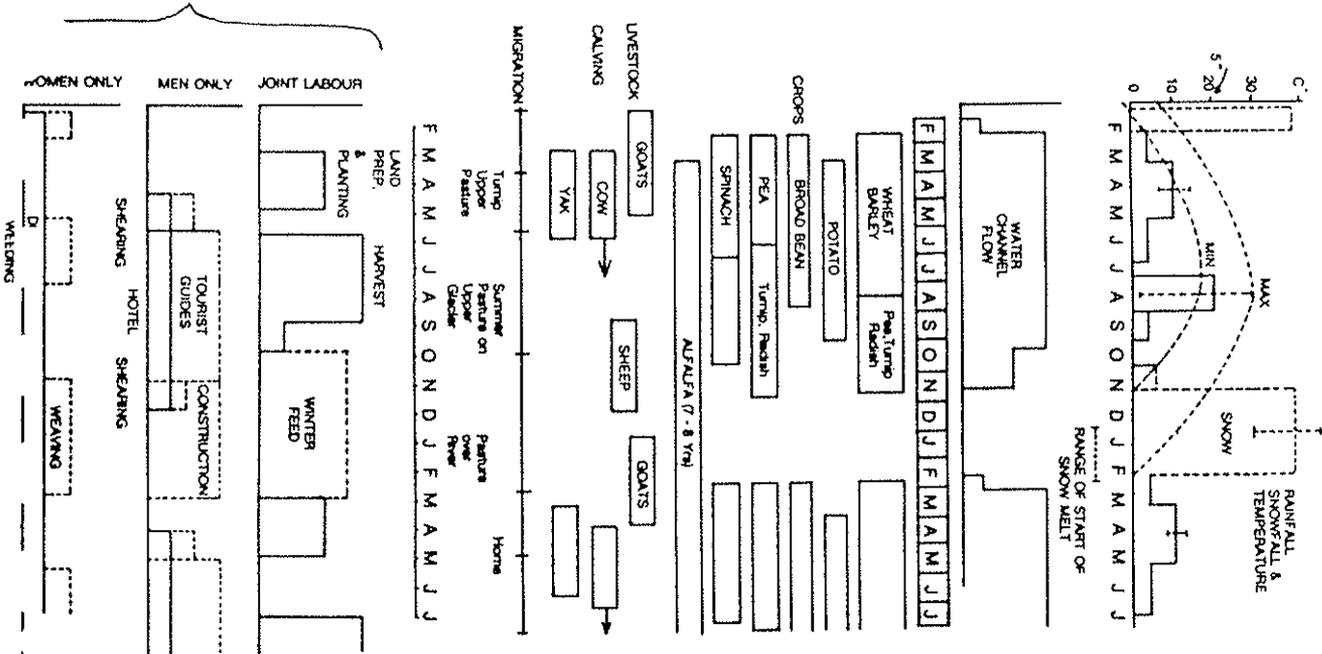 C°
30
20
10
0
5"
MAX
MIN
SNOW
RAINFALL
SNOWFALL &
TEMPERATURE
F M A M J J A S O N D J F M A M J J
RANGE OF START OF
SNOW MELT
WATER
CHANNEL
FLOW
F M A M J J A S O N D J F M A M J J
CROPS
WHEAT
BARLEY
Pea, Turnip
Radish
POTATO
BROAD BEAN
PEA
Turnip, Radish
SPINACH
ALFALFA (7 - 8 Yrs)
LIVESTOCK
GOATS
SHEEP
GOATS
CALVING
COW
YAK
MIGRATION
Turnip
Upper
Pasture
Summer
Pasture on
Upper
Glacier
Pasture
over
River
Home
F M A M J J A S O N D J F M A M J J
LAND
PREP.
&
PLANTING
HARVEST
JOINT LABOUR
WINTER
FEED
MEN ONLY
TOURIST
GUIDES
CONSTRUCTION
SHEARING
HOTEL
SHEARING
WOMEN ONLY
WEAVING
WEEDING